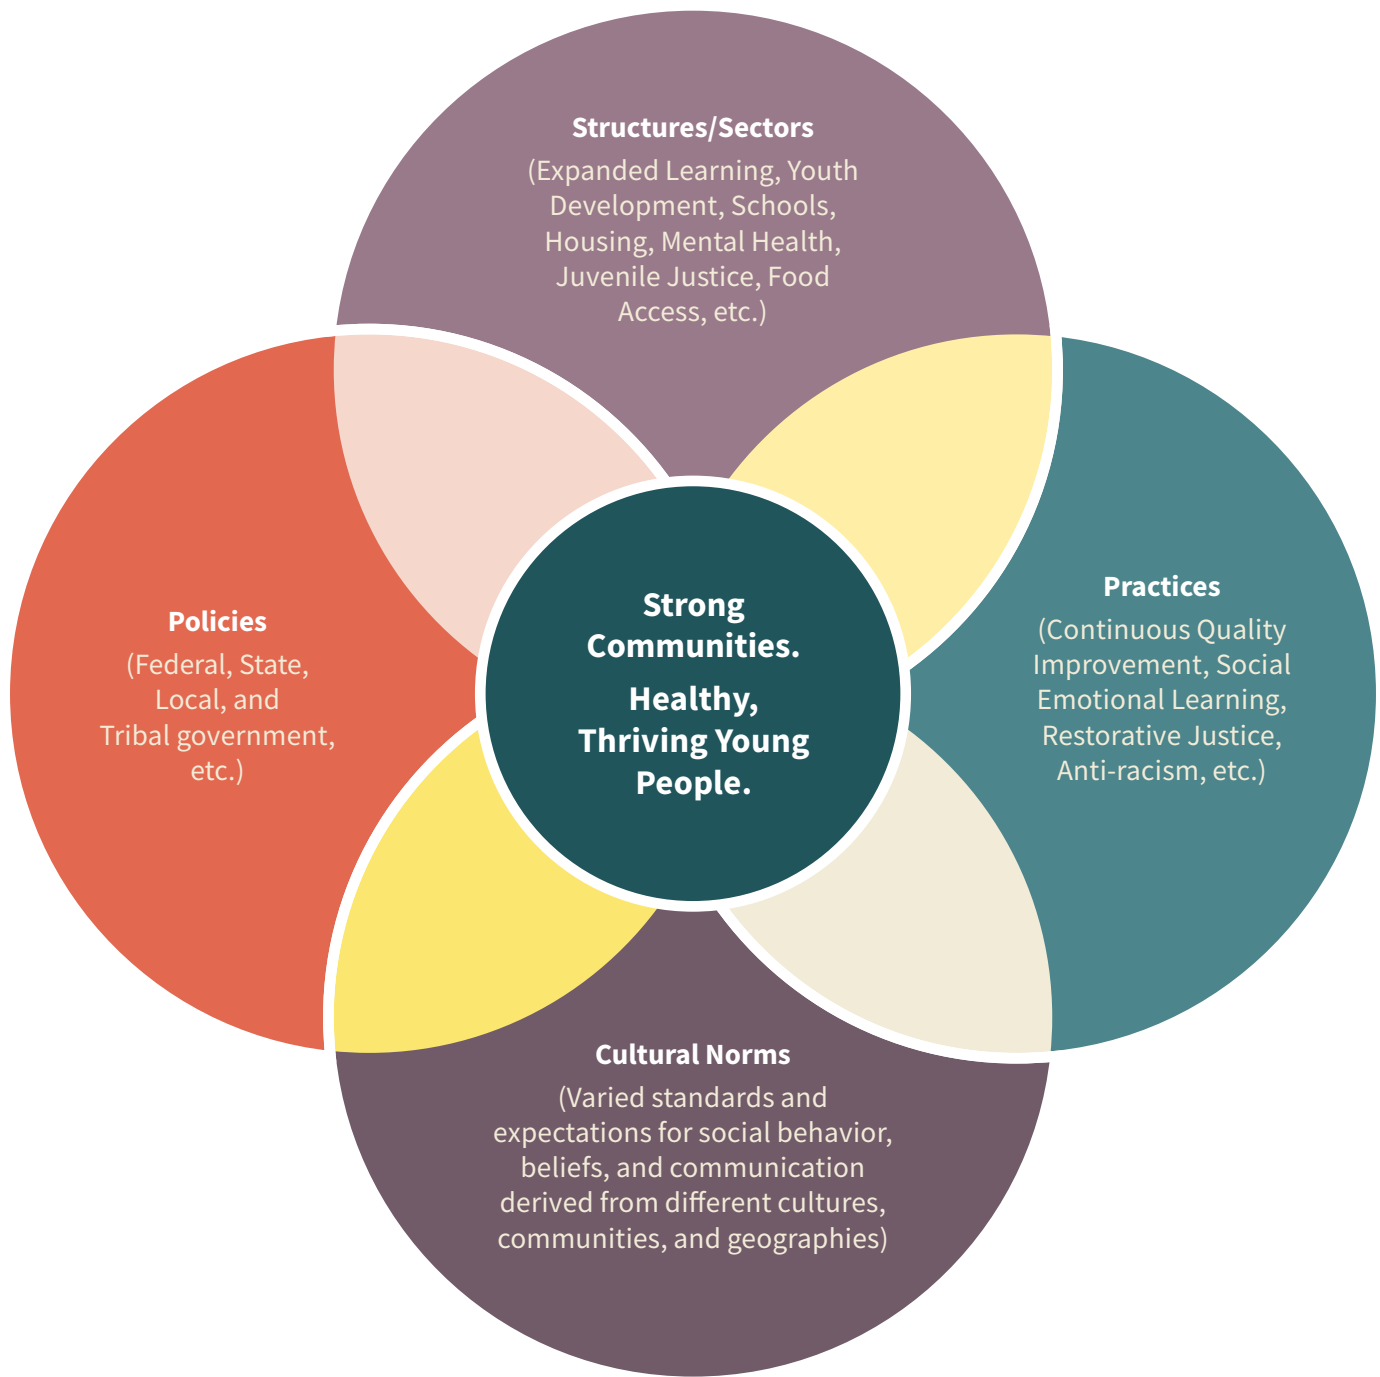 Structures/Sectors
(Expanded Learning, Youth
Development, Schools,
Housing, Mental Health,
Juvenile Justice, Food
Access, etc.)
Policies
(Federal, State,
Local, and
Tribal government,
etc.)
Strong
Communities.
Healthy,
Thriving Young
People.
Practices
(Continuous Quality
Improvement, Social
Emotional Learning,
Restorative Justice,
Anti-racism, etc.)
Cultural Norms
(Varied standards and
expectations for social behavior,
beliefs, and communication
derived from different cultures,
communities, and geographies)